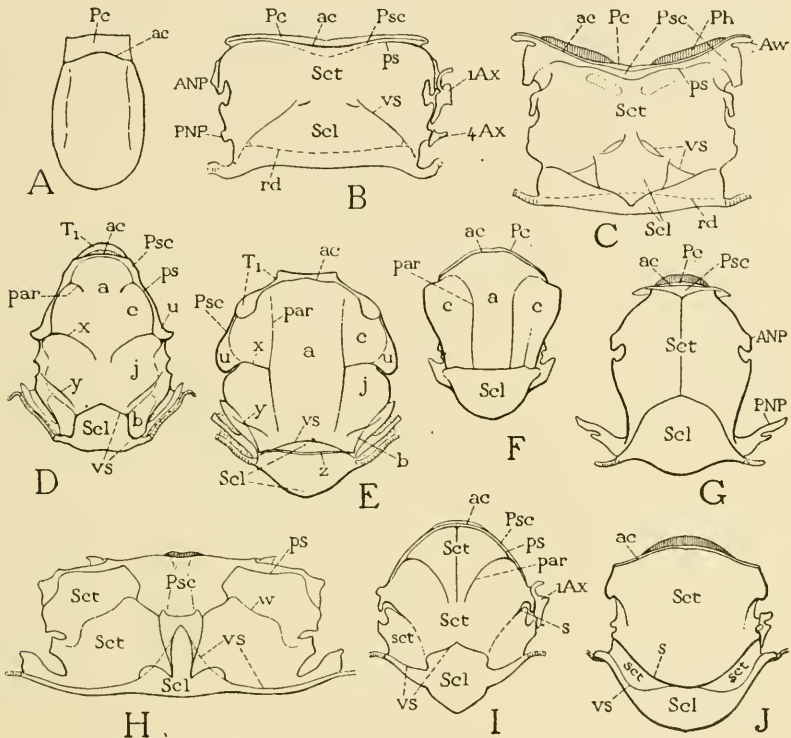 Pc
ac
A
Pc ac Psc
ps
Sct
ANP
1Ax
vs
PNP
Scl
4Ax
rd
B
ac Pc Psc Ph
Aw
ps
Sct
vs
rd
Scl
C
T1 ac
Psc
ps
par
a
c
u
x
j
y
Scl
b
vs
D
T1 ac
Psc
par
c
x
a
u
u
j
y
vs
b
Scl
z
E
ac Pc
par
c
a
c
Scl
F
Pc
ac
Psc
Sct
ANP
PNP
Scl
G
ps
Psc
Sct
w
Sct
vs
Scl
H
ac
Psc
Sct
ps
par
1Ax
Sct
s
sct
Scl
vs
I
ac
Sct
s
sct
sct
vs
Scl
J